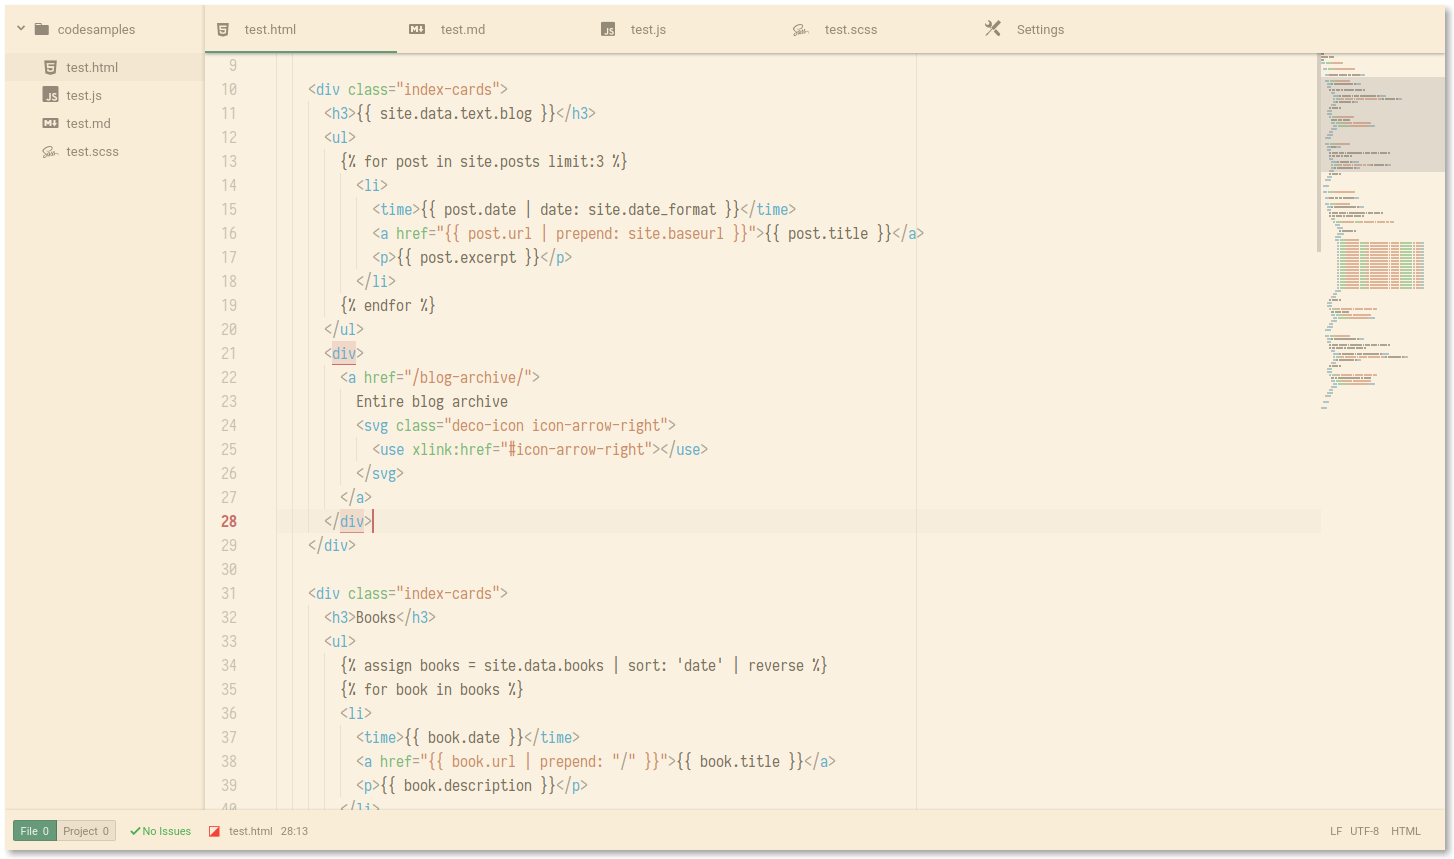 codesamples
test.html
test.js
test.md
test.scss
test.html test.md test.js test.scss Settings
9
10 <div class="index-cards">
11 <h3>{{ site.data.text.blog }}</h3>
12 <ul>
13 {% for post in site.posts limit:3 %}
14 <li>
15 <time>{{ post.date | date: site.date_format }}</time>
16 <a href="{{ post.url | prepend: site.baseurl }}">{{ post.title }}</a>
17 <p>{{ post.excerpt }}</p>
18 </li>
19 {% endfor %}
20 </ul>
21 <div>
22 <a href="/blog-archive/">
23 Entire blog archive
24 <svg class="deco-icon icon-arrow-right">
25 <use xlink:href="#icon-arrow-right"></use>
26 </svg>
27 </a>
28 </div>
29 </div>
30
31 <div class="index-cards">
32 <h3>Books</h3>
33 <ul>
34 {% assign books = site.data.books | sort: 'date' | reverse %}
35 {% for book in books %}
36 <li>
37 <time>{{ book.date }}</time>
38 <a href="{{ book.url | prepend: "/" }}">{{ book.title }}</a>
39 <p>{{ book.description }}</p>
40 </li>
File 0 Project 0 No Issues test.html 28:13 LF UTF-8 HTML